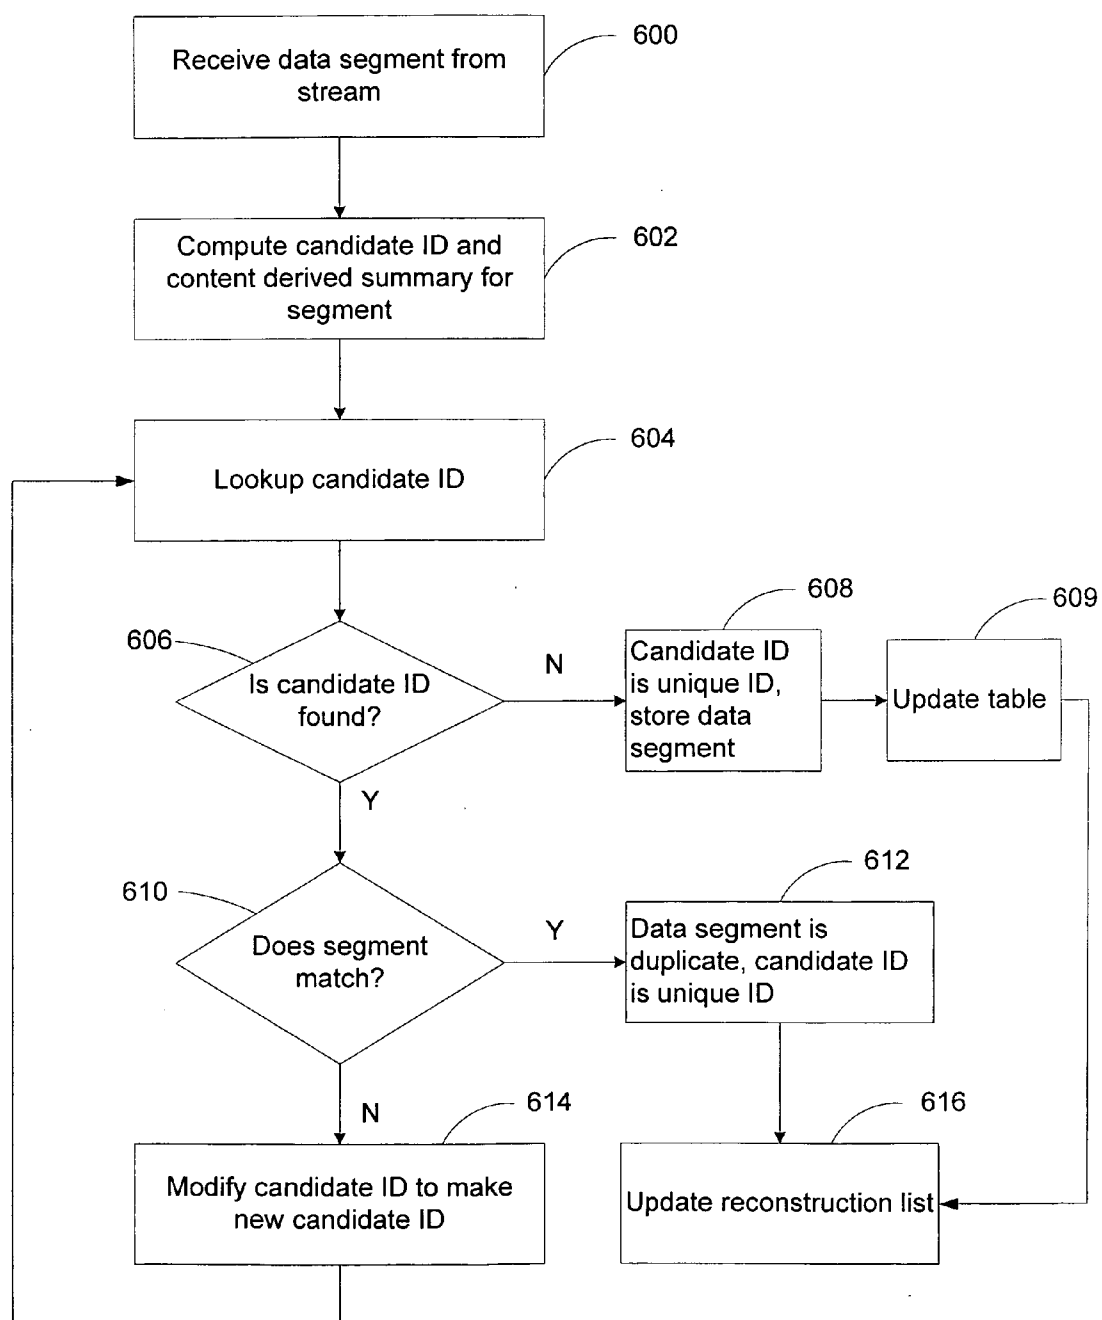 600
Receive data segment from
stream
602
Compute candidate ID and
content derived summary for
segment
604
Lookup candidate ID
606
Is candidate ID
found?
N
Y
608
Candidate ID
is unique ID,
store data
segment
609
Update table
610
Does segment
match?
Y
N
612
Data segment is
duplicate, candidate ID
is unique ID
614
Modify candidate ID to make
new candidate ID
616
Update reconstruction list